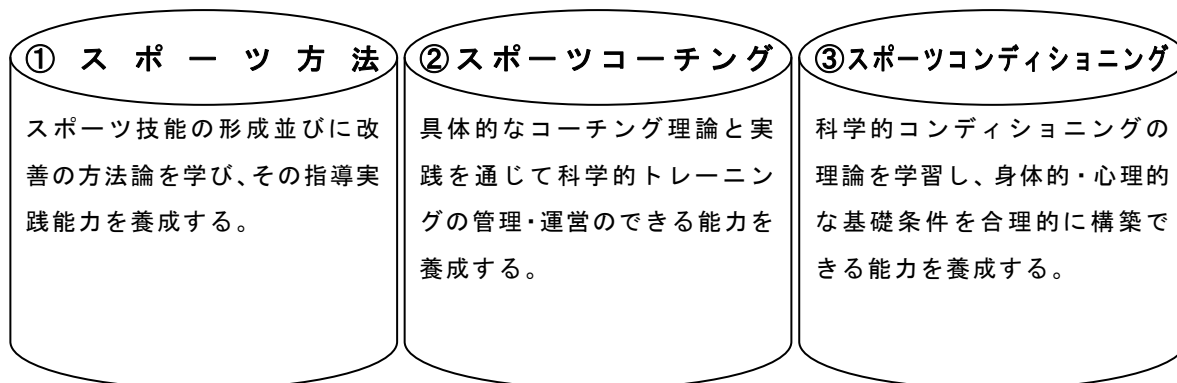 ① スポーツ方法
スポーツ技能の形成並びに改
善の方法論を学び、その指導実
践能力を養成する。
②スポーツコーチング
具体的なコーチング理論と実
践を通じて科学的トレーニン
グの管理・運営のできる能力を
養成する。
③スポーツコンディショニング
科学的コンディショニングの
理論を学習し、身体的・心理的
な基礎条件を合理的に構築で
きる能力を養成する。